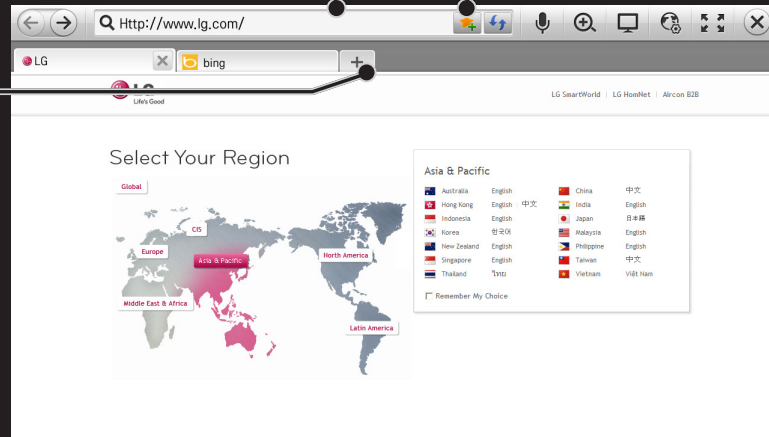 Http://www.lg.com/
LG
bing
LG
Life's Good
LG SmartWorld | LG HomNet | Aircon B2B
Select Your Region
Global
CIS
Europe
Asia & Pacific
North America
Middle East & Africa
Latin America
Asia & Pacific
Australia English China 中文
Hong Kong English | 中文 India English
Indonesia English Japan 日本語
Korea 한국어 Malaysia English
New Zealand English Philippine English
Singapore English Taiwan 中文
Thailand ไทย Vietnam Việt Nam
Remember My Choice